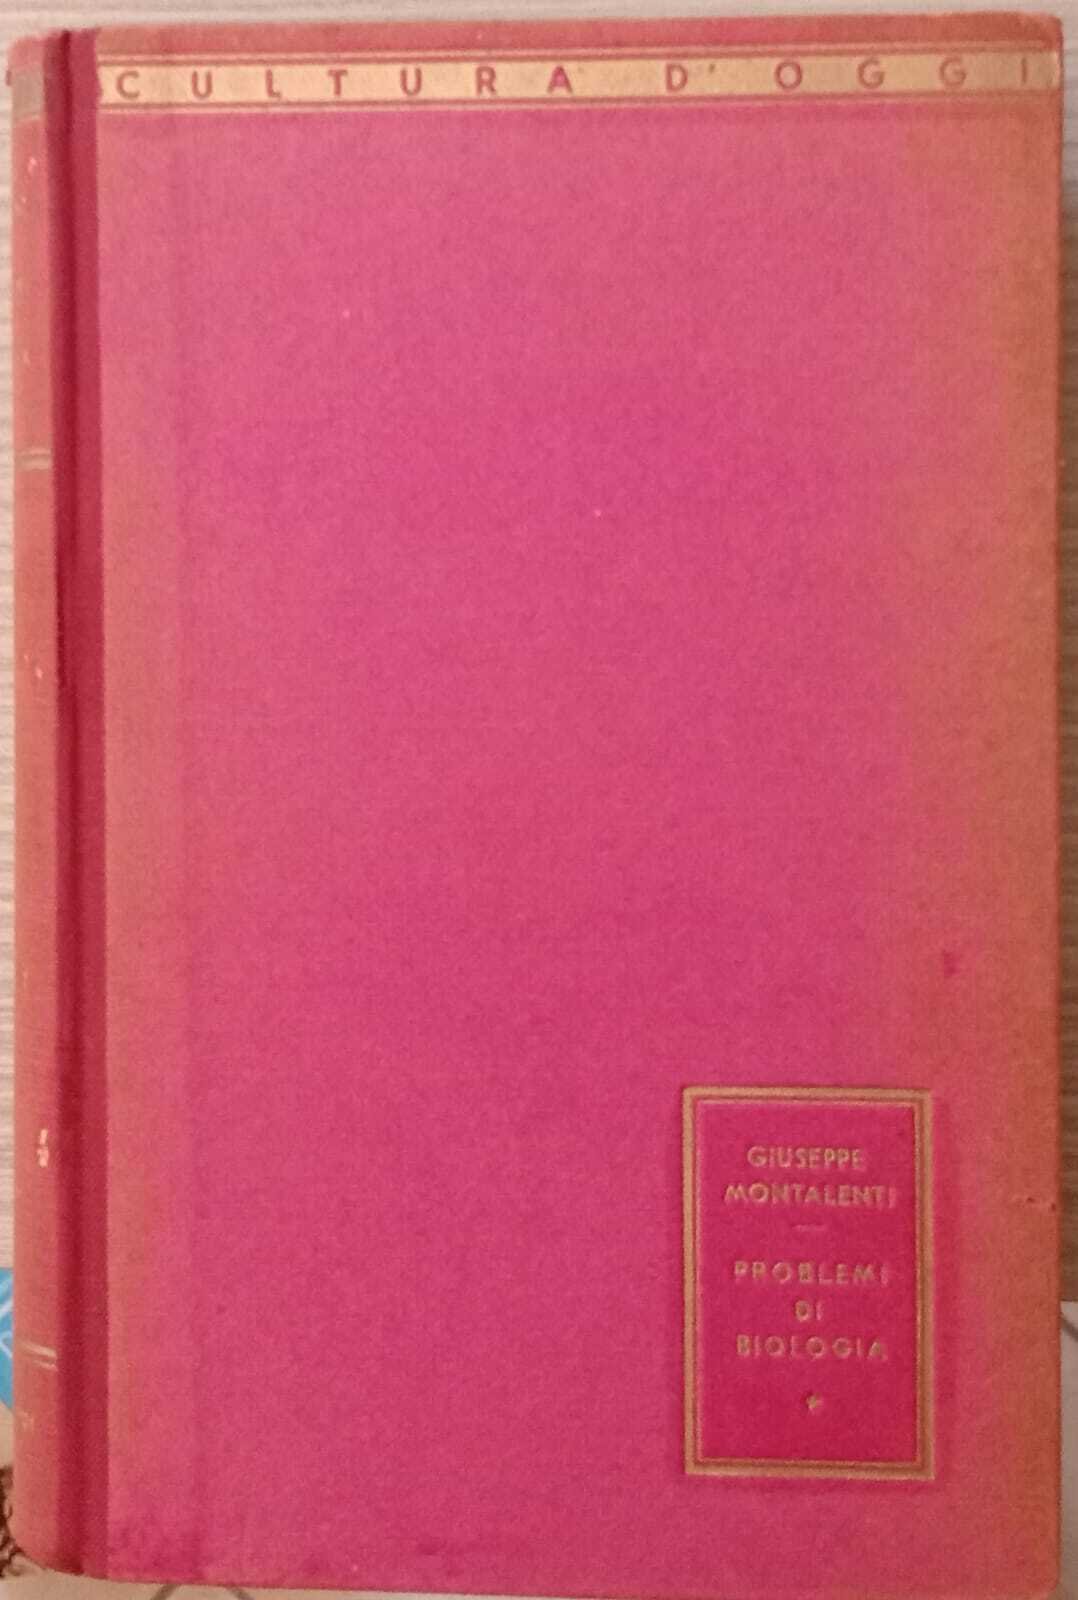 CULTURA D'OGGI
GIUSEPPE
MONTALENTI
PROBLEMI
DI
BIOLOGIA